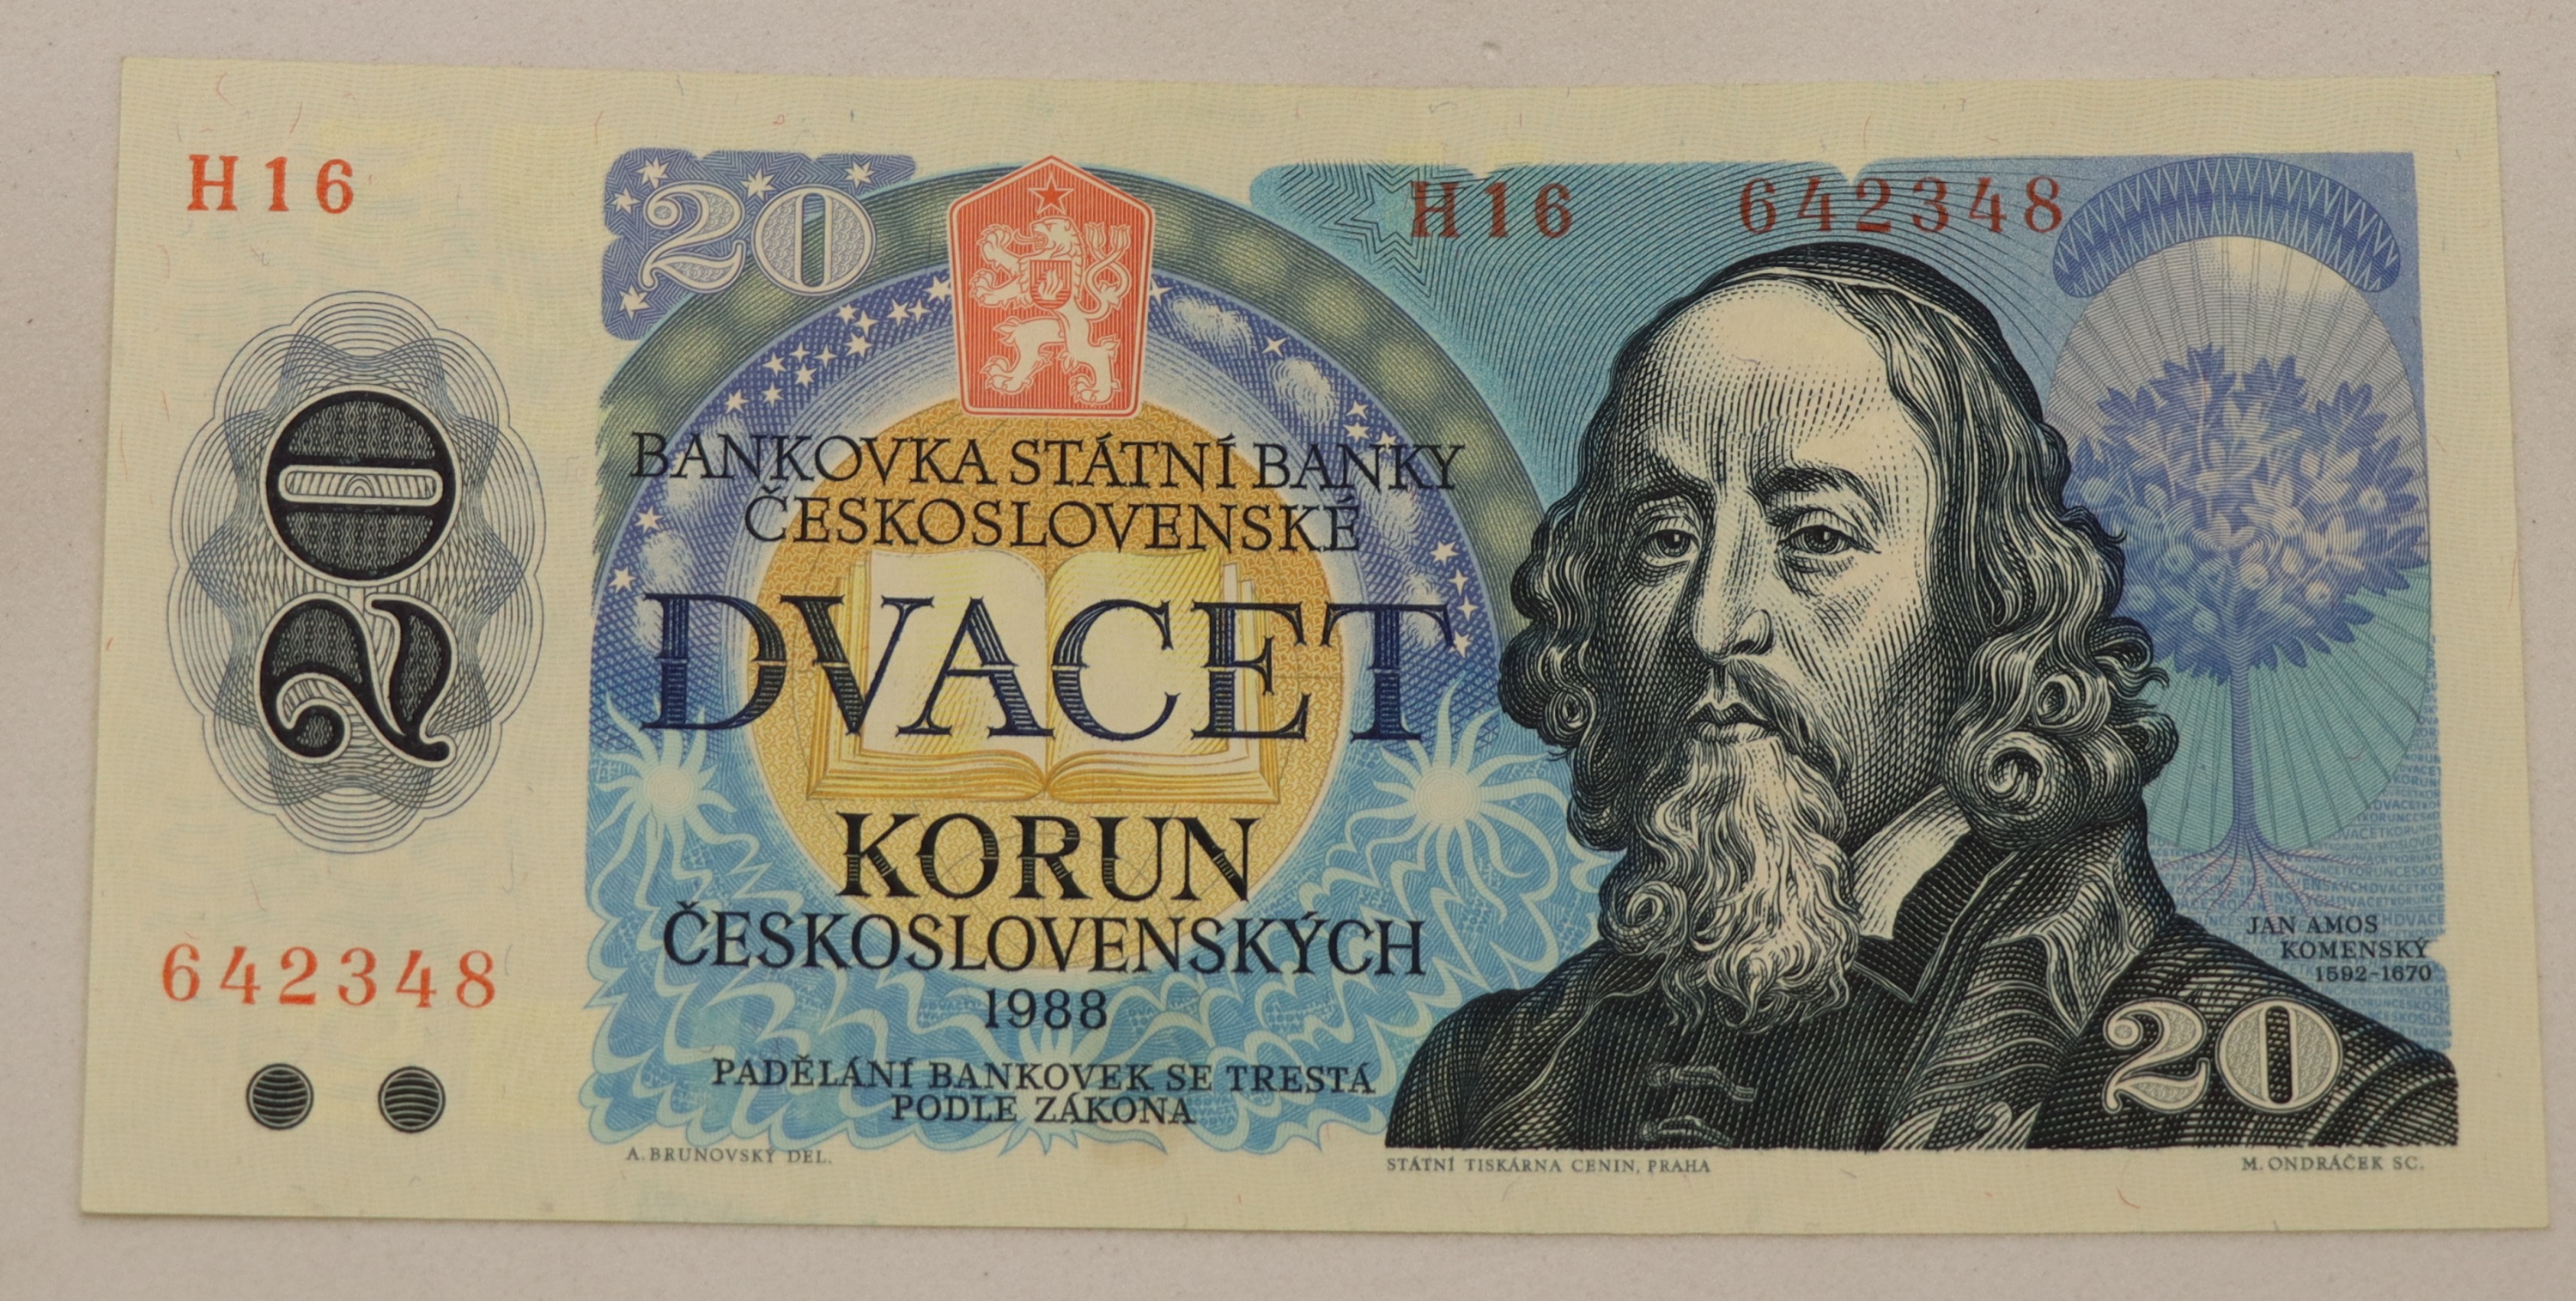 H16
20
642348
20
H16 642348
BANKOVKA STÁTNÍ BANKY
ČESKOSLOVENSKÉ
DVACET
KORUN
ČESKOSLOVENSKÝCH
1988
PADĚLÁNÍ BANKOVEK SE TRESTÁ
PODLE ZÁKONA
JAN AMOS
KOMENSKÝ
1592-1670
20
A. BRUNOVSKÝ DEL.
STÁTNÍ TISKÁRNA CENIN, PRAHA
M. ONDRÁČEK SC.